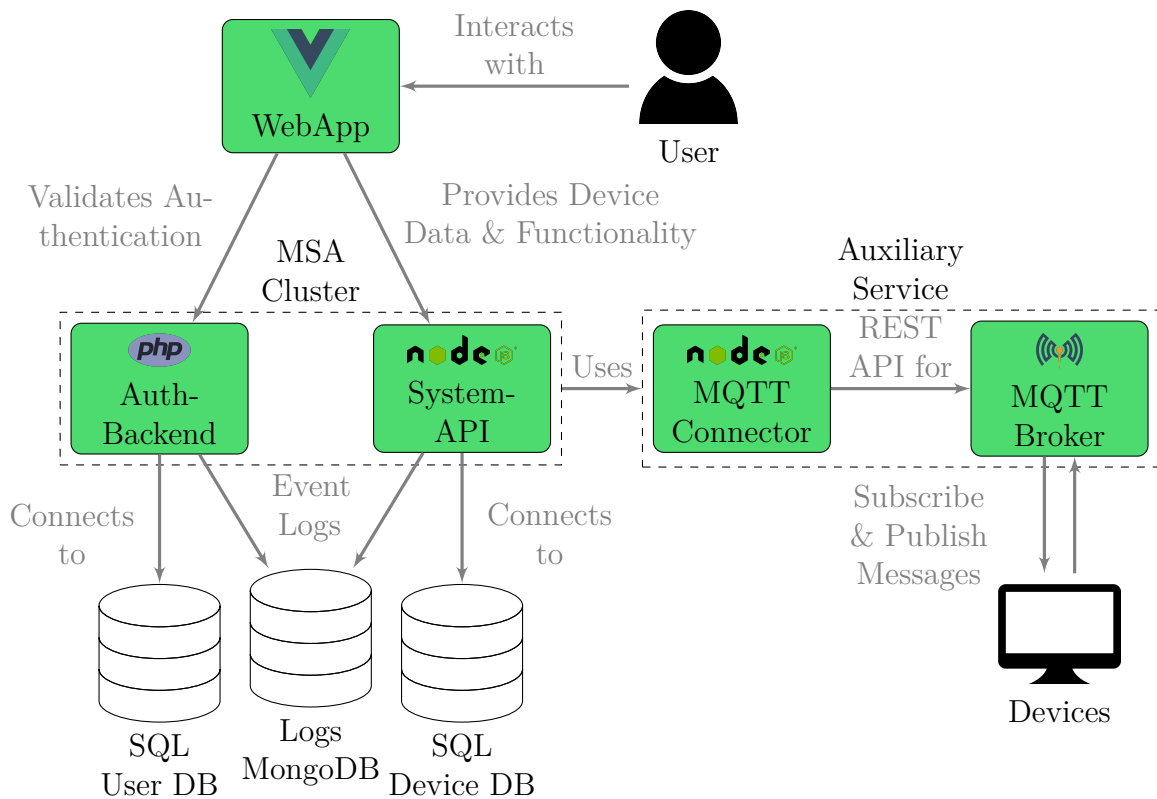 Interacts
with
WebApp
User
Validates Au-
thentication
Provides Device
Data & Functionality
MSA
Cluster
Auxiliary
Service
php
Auth-
Backend
node
JS
System-
API
Uses
node
JS
MQTT
Connector
REST
API for
MQTT
Broker
Connects
to
Event
Logs
Connects
to
Subscribe
& Publish
Messages
SQL
User DB
Logs
MongoDB
SQL
Device DB
Devices